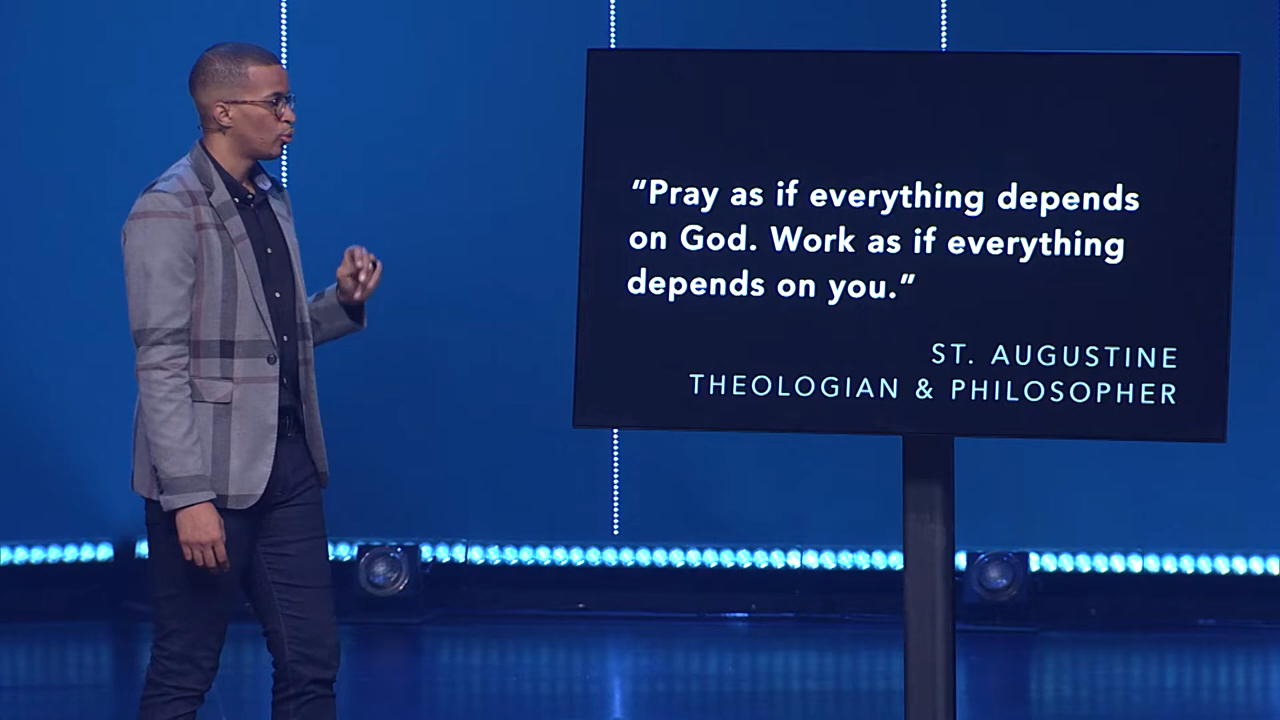 “Pray as if everything depends
on God. Work as if everything
depends on you.”
ST. AUGUSTINE
THEOLOGIAN & PHILOSOPHER